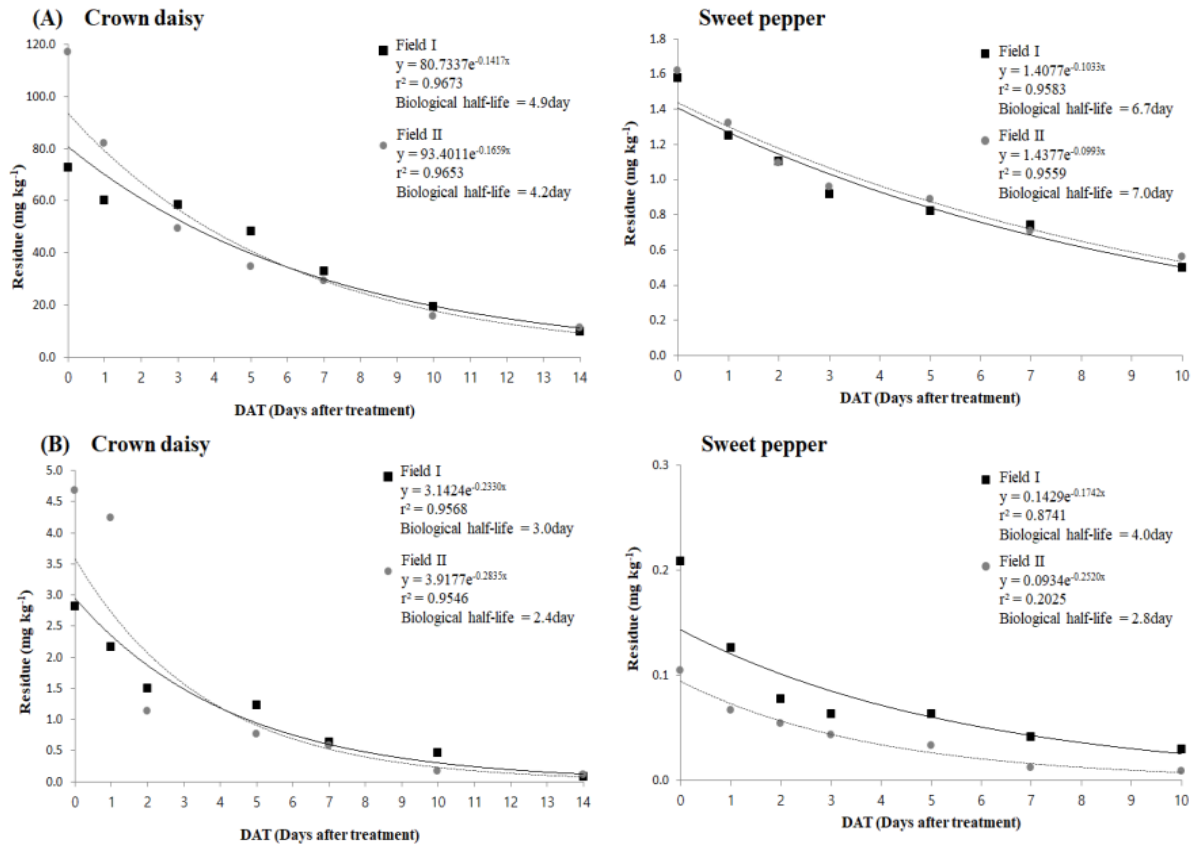 (A) Crown daisy
120.0
100.0
80.0
60.0
40.0
20.0
0.0
Residue (mg kg⁻¹)
0 1 2 3 4 5 6 7 8 9 10 11 12 13 14
DAT (Days after treatment)
Field I
y = 80.7337e^-0.1417x
r² = 0.9673
Biological half-life = 4.9day
Field II
y = 93.4011e^-0.1659x
r² = 0.9653
Biological half-life = 4.2day
Sweet pepper
1.8
1.6
1.4
1.2
1.0
0.8
0.6
0.4
0.2
0.0
Residue (mg kg⁻¹)
0 1 2 3 4 5 6 7 8 9 10
DAT (Days after treatment)
Field I
y = 1.4077e^-0.1033x
r² = 0.9583
Biological half-life = 6.7day
Field II
y = 1.4377e^-0.0993x
r² = 0.9559
Biological half-life = 7.0day
(B) Crown daisy
5.0
4.5
4.0
3.5
3.0
2.5
2.0
1.5
1.0
0.5
0.0
Residue (mg kg⁻¹)
0 1 2 3 4 5 6 7 8 9 10 11 12 13 14
DAT (Days after treatment)
Field I
y = 3.1424e^-0.2330x
r² = 0.9568
Biological half-life = 3.0day
Field II
y = 3.9177e^-0.2835x
r² = 0.9546
Biological half-life = 2.4day
Sweet pepper
0.3
0.2
0.1
0.0
Residue (mg kg⁻¹)
0 1 2 3 4 5 6 7 8 9 10
DAT (Days after treatment)
Field I
y = 0.1429e^-0.1742x
r² = 0.8741
Biological half-life = 4.0day
Field II
y = 0.0934e^-0.2520x
r² = 0.2025
Biological half-life = 2.8day